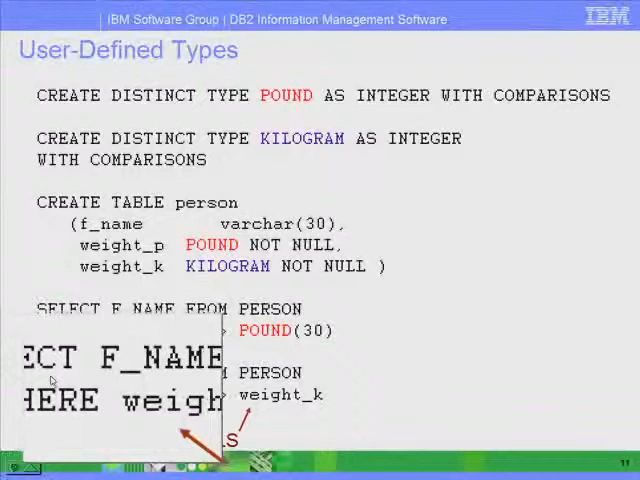 IBM Software Group | DB2 Information Management Software
IBM
User-Defined Types
CREATE DISTINCT TYPE POUND AS INTEGER WITH COMPARISONS
CREATE DISTINCT TYPE KILOGRAM AS INTEGER
WITH COMPARISONS
CREATE TABLE person
(f_name varchar(30),
weight_p POUND NOT NULL,
weight_k KILOGRAM NOT NULL )
SELECT F_NAME FROM PERSON
POUND(30)
ECT F_NAME
PERSON
HERE weigh
weight_k
S
11